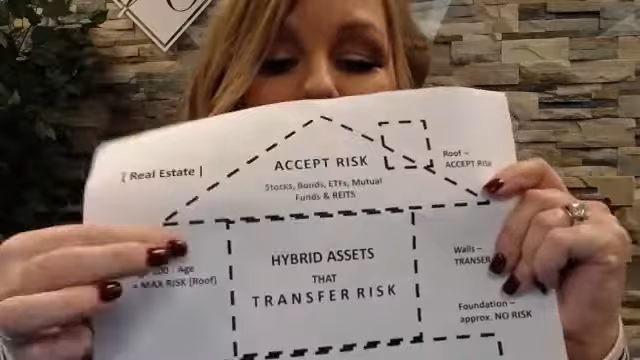 Real Estate |
ACCEPT RISK
Stocks, Bonds, ETFs, Mutual
Funds & REITS
Roof –
ACCEPT RISK
HYBRID ASSETS
THAT
TRANSFER RISK
Age
= MAX RISK (Roof)
Walls –
TRANSER
Foundation –
approx. NO RISK